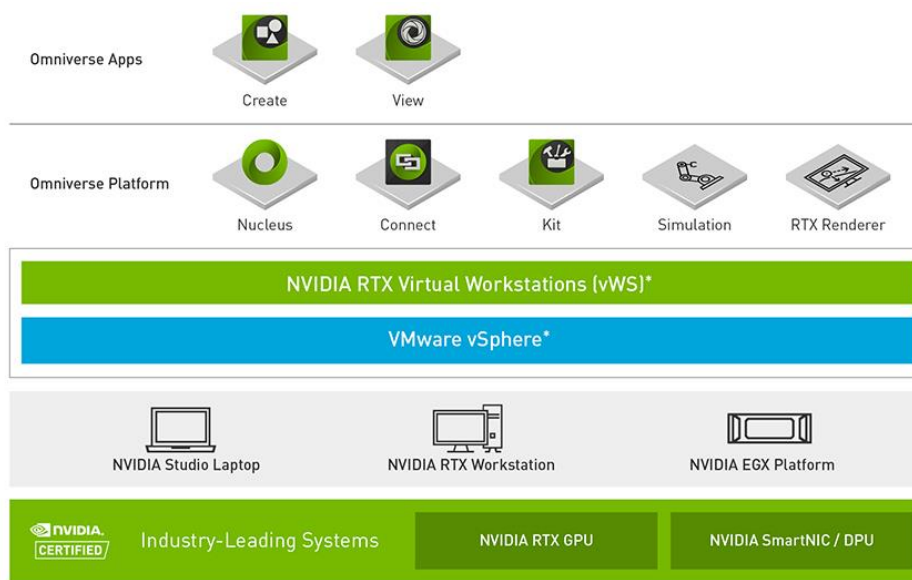 Omniverse Apps
Create
View
Omniverse Platform
Nucleus
Connect
Kit
Simulation
RTX Renderer
NVIDIA RTX Virtual Workstations (vWS)*
VMware vSphere*
NVIDIA Studio Laptop
NVIDIA RTX Workstation
NVIDIA EGX Platform
NVIDIA.
CERTIFIED
Industry-Leading Systems
NVIDIA RTX GPU
NVIDIA SmartNIC / DPU